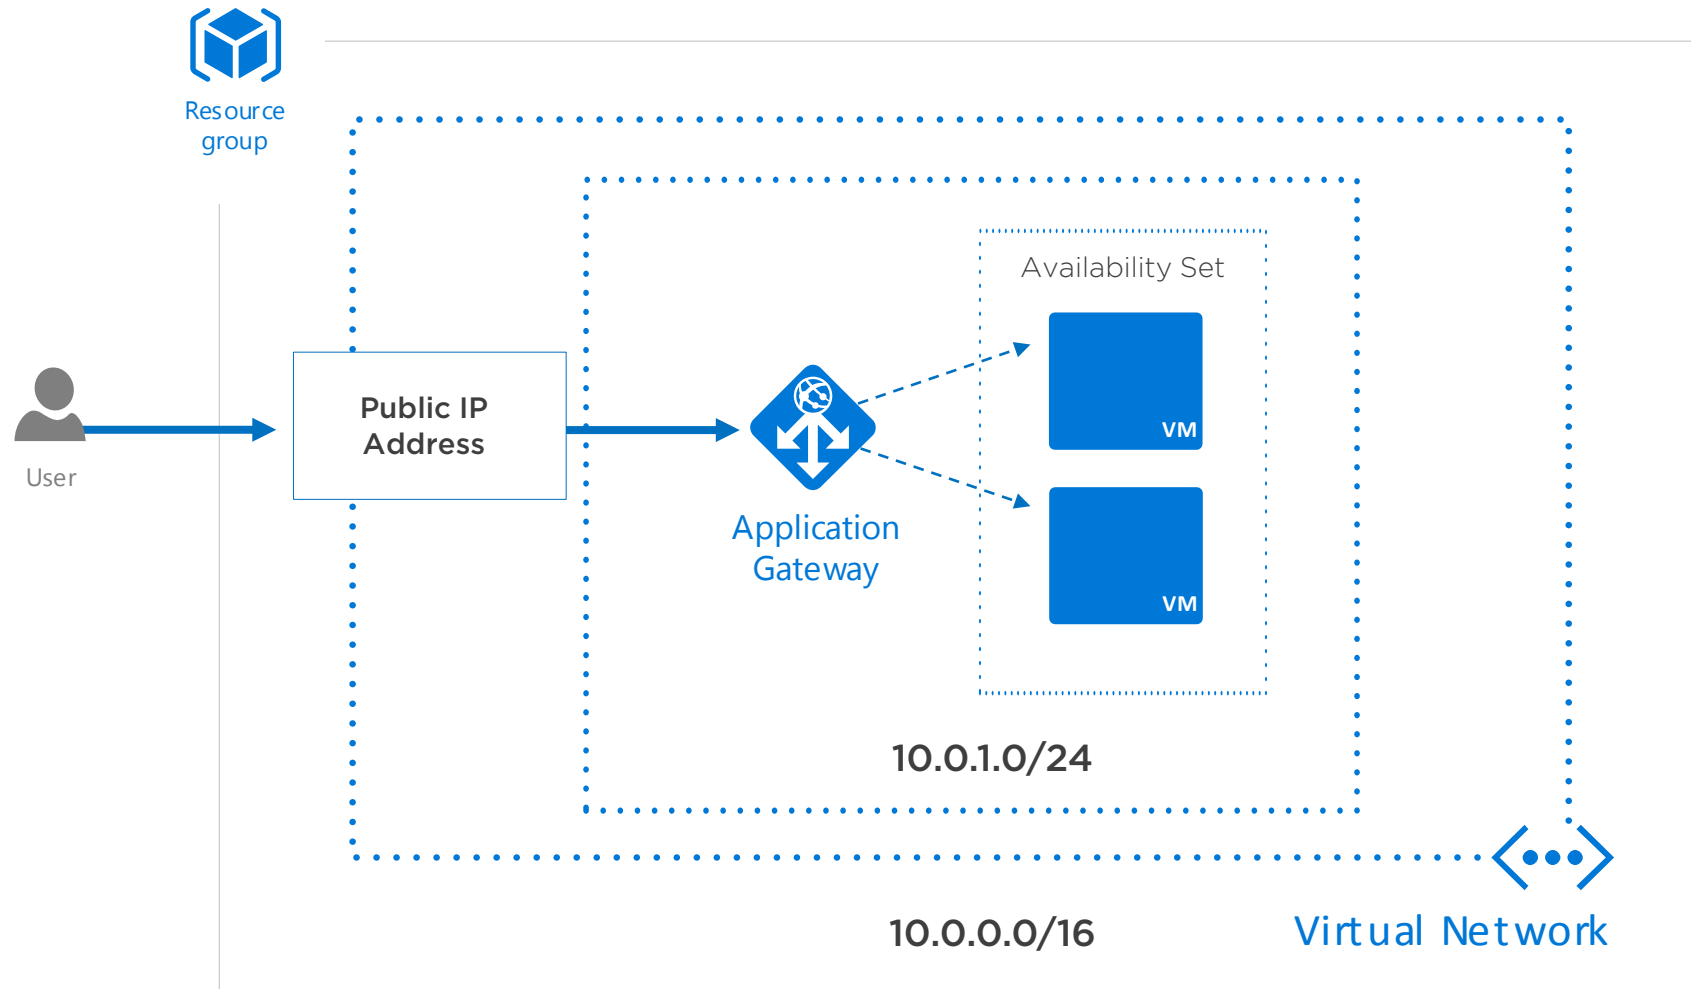 Resource
group
Availability Set
VM
Public IP
Address
User
Application
Gateway
VM
10.0.1.0/24
10.0.0.0/16
Virtual Network